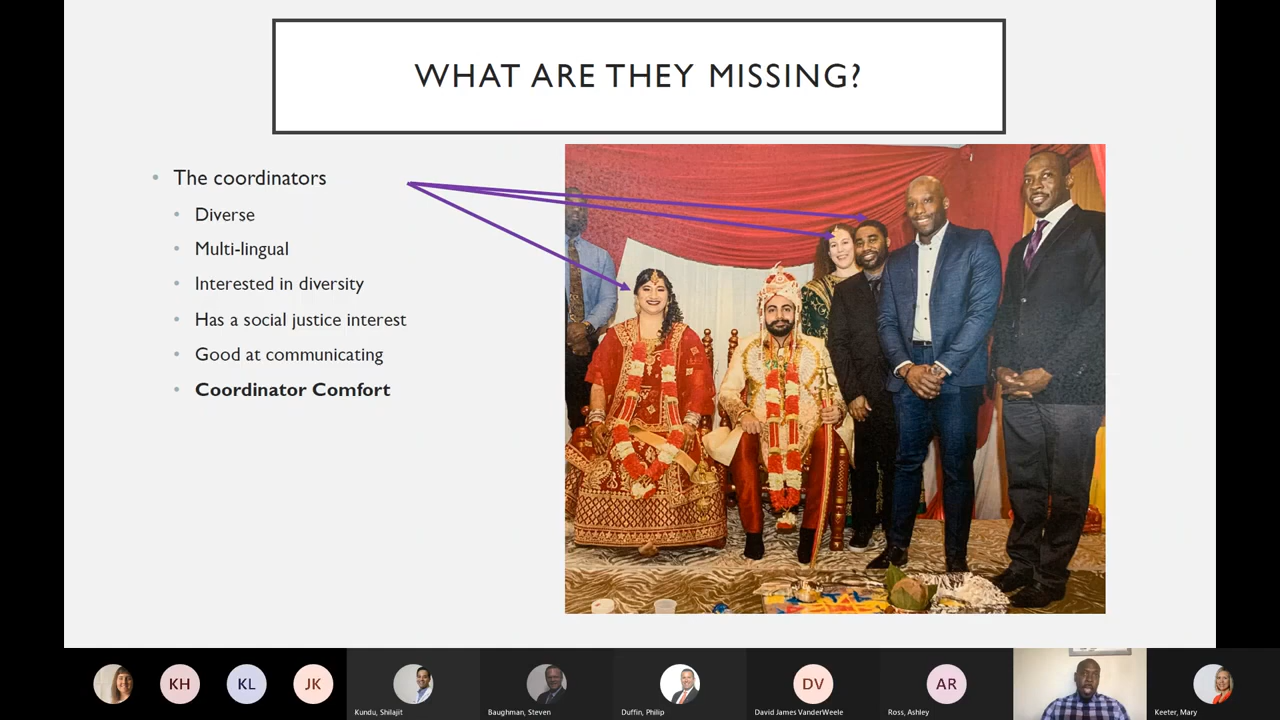 WHAT ARE THEY MISSING?
The coordinators
Diverse
Multi-lingual
Interested in diversity
Has a social justice interest
Good at communicating
Coordinator Comfort
KH
KL
JK
Kundu, Shilajit
Baughman, Steven
Duffin, Philip
DV
David James VanderWeele
AR
Ross, Ashley
Keeter, Mary